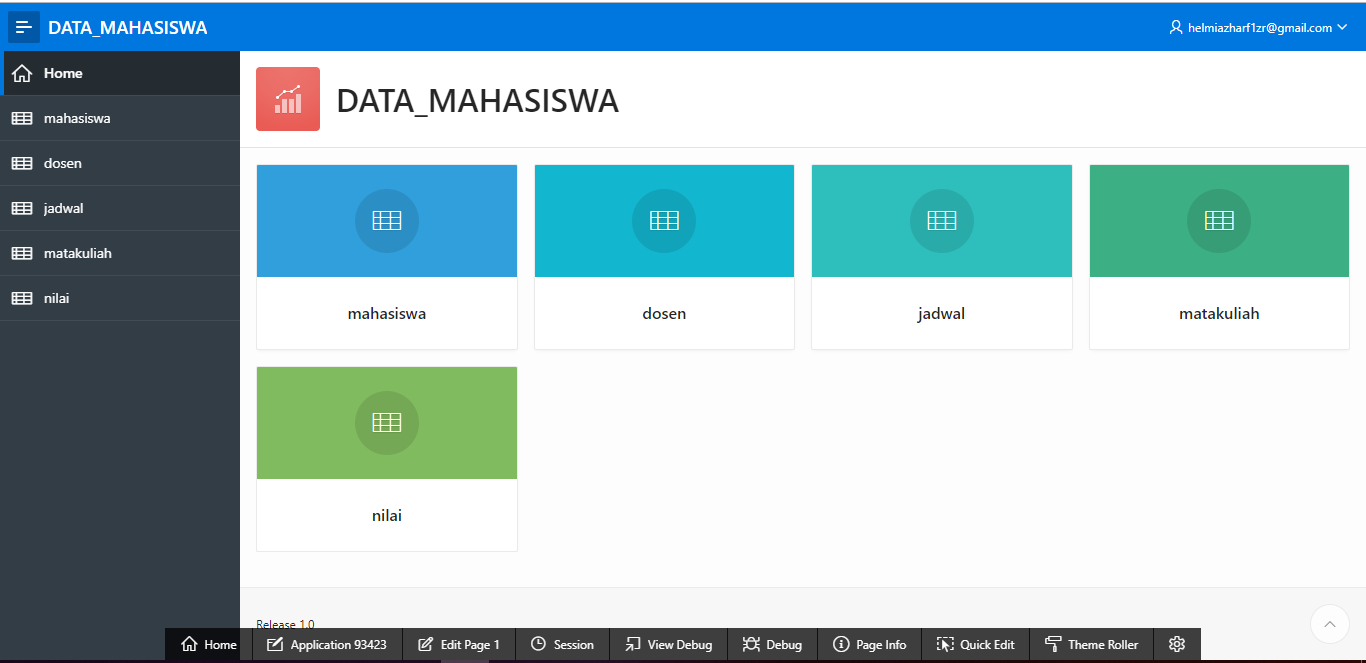 DATA_MAHASISWA
helmiazharf1zr@gmail.com
Home
mahasiswa
dosen
jadwal
matakuliah
nilai
DATA_MAHASISWA
mahasiswa
dosen
jadwal
matakuliah
nilai
Release 1.0
Home
Application 93423
Edit Page 1
Session
View Debug
Debug
Page Info
Quick Edit
Theme Roller